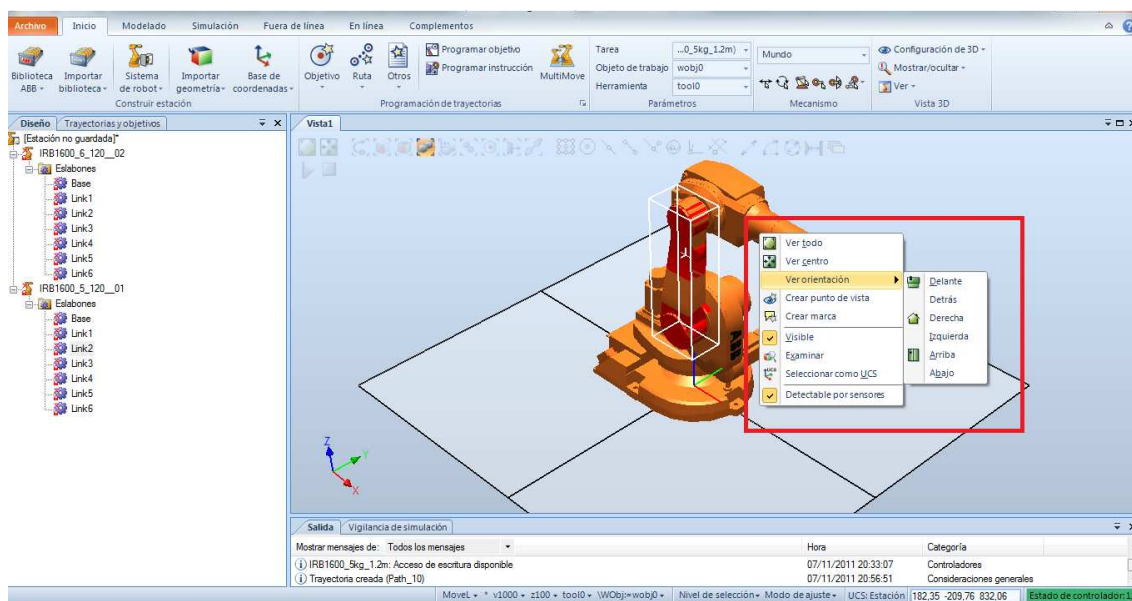 Archivo Inicio Modelado Simulación Fuera de línea En línea Complementos
Biblioteca ABB
Importar biblioteca
Sistema de robot
Importar geometría
Base de coordenadas
Construir estación
Objetivo
Ruta
Otros
Programar objetivo
Programar instrucción
MultiMove
Programación de trayectorias
Tarea ...0_5kg_1.2m)
Objeto de trabajo wobj0
Herramienta tool0
Parámetros
Mundo
Mecanismo
Configuración de 3D
Mostrar/ocultar
Ver
Vista 3D
Diseño Trayectorias y objetivos
[Estación no guardada]*
IRB1600_6_120__02
Eslabones
Base
Link1
Link2
Link3
Link4
Link5
Link6
IRB1600_5_120__01
Eslabones
Base
Link1
Link2
Link3
Link4
Link5
Link6
Vista1
ABB
Z
Y
X
Ver todo
Ver centro
Ver orientación
Crear punto de vista
Crear marca
Visible
Examinar
Seleccionar como UCS
Detectable por sensores
Delante
Detrás
Derecha
Izquierda
Arriba
Abajo
Salida Vigilancia de simulación
Mostrar mensajes de: Todos los mensajes Hora Categoría
IRB1600_5kg_1.2m: Acceso de escritura disponible 07/11/2011 20:33:07 Controladores
Trayectoria creada (Path_10) 07/11/2011 20:56:51 Consideraciones generales
MoveL * v1000 z100 tool0 \WObj:=wobj0 Nivel de selección Modo de ajuste UCS: Estación 182,35 -209,76 832,06 Estado de controlador:1